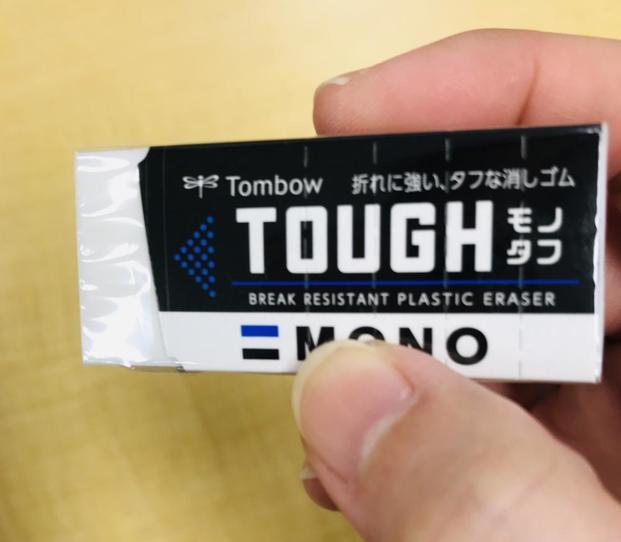 Tombow 折れに強い、タフな消しゴム
TOUGH モノタフ
BREAK RESISTANT PLASTIC ERASER
MONO